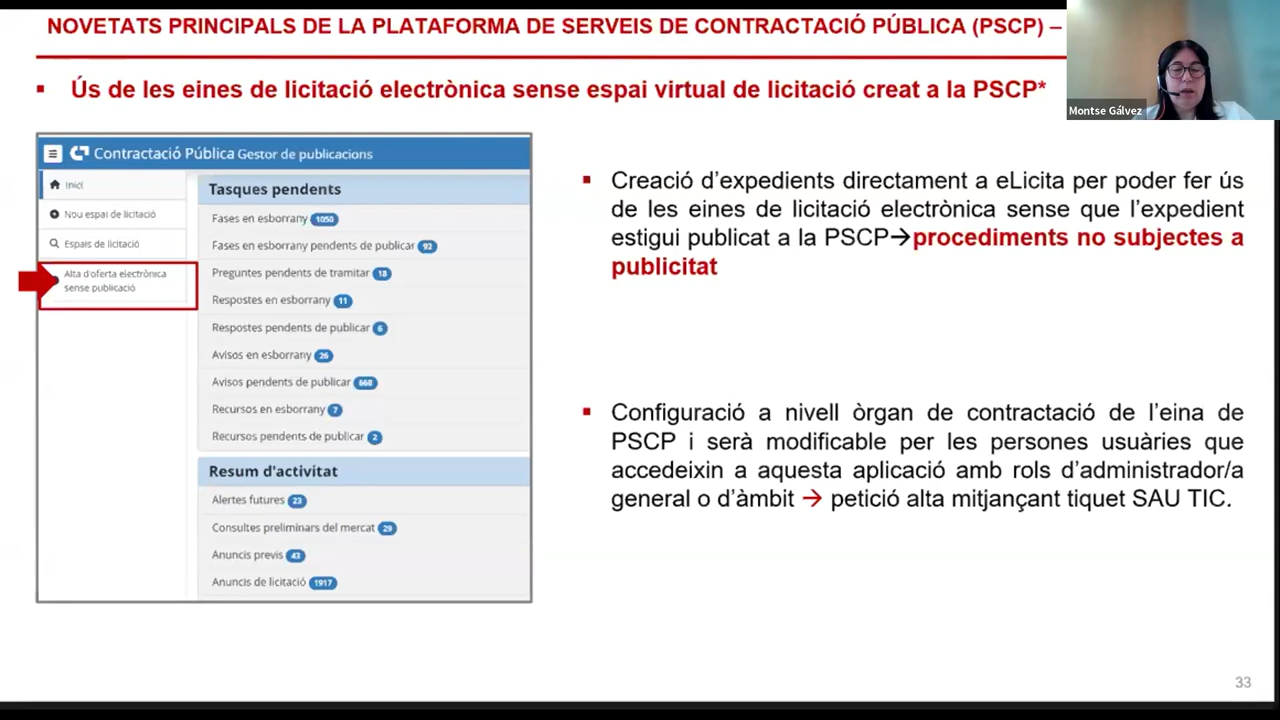 NOVETATS PRINCIPALS DE LA PLATAFORMA DE SERVEIS DE CONTRACTACIÓ PÚBLICA (PSCP) –
Montse Gálvez
Ús de les eines de licitació electrònica sense espai virtual de licitació creat a la PSCP*
Contractació Pública Gestor de publicacions
Inici
Nou espai de licitació
Espais de licitació
Alta d'oferta electrònica
sense publicació
Tasques pendents
Fases en esborrany 1050
Fases en esborrany pendents de publicar 92
Preguntes pendents de tramitar 18
Respostes en esborrany 11
Respostes pendents de publicar 6
Avisos en esborrany 26
Avisos pendents de publicar 668
Recursos en esborrany 7
Recursos pendents de publicar 2
Resum d'activitat
Alertes futures 23
Consultes preliminars del mercat 29
Anuncis previs 43
Anuncis de licitació 1917
Creació d’expedients directament a eLicita per poder fer ús
de les eines de licitació electrònica sense que l’expedient
estigui publicat a la PSCP→procediments no subjectes a
publicitat
Configuració a nivell òrgan de contractació de l’eina de
PSCP i serà modificable per les persones usuàries que
accedeixin a aquesta aplicació amb rols d’administrador/a
general o d’àmbit → petició alta mitjançant tiquet SAU TIC.
33